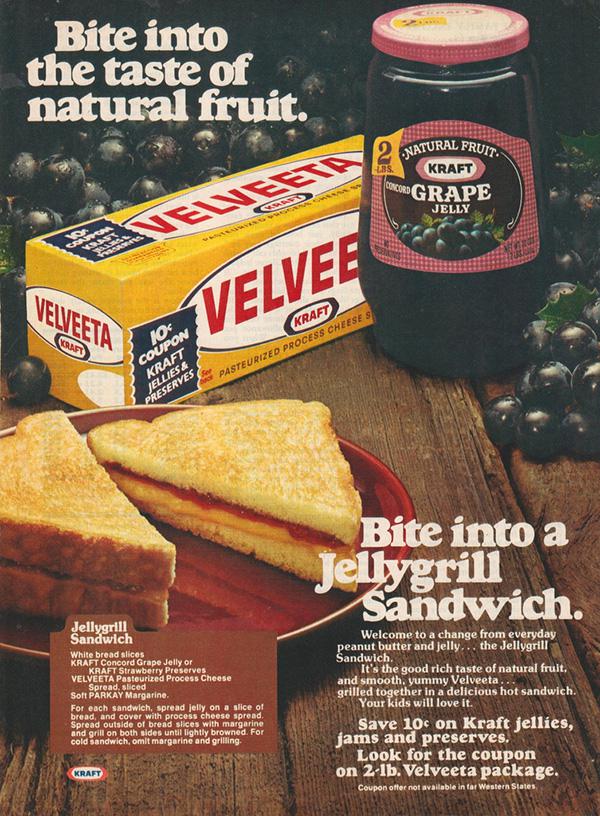 Bite into
the taste of
natural fruit.
2 LBS.
KRAFT
2
LBS.
·NATURAL FRUIT·
KRAFT
CONCORD GRAPE
JELLY
10¢
COUPON
KRAFT
JELLIES &
PRESERVES
VELVEETA
KRAFT
PASTEURIZED PROCESS CHEESE
VELVEETA
KRAFT
10¢
COUPON
KRAFT
JELLIES &
PRESERVES
See
back
VELVEE
KRAFT
PASTEURIZED PROCESS CHEESE S
Bite into a
Jellygrill
Sandwich.
Jellygrill
Sandwich
White bread slices
KRAFT Concord Grape Jelly or
KRAFT Strawberry Preserves
VELVEETA Pasteurized Process Cheese
Spread, sliced
Soft PARKAY Margarine.
For each sandwich, spread jelly on a slice of
bread, and cover with process cheese spread.
Spread outside of bread slices with margarine
and grill on both sides until lightly browned. For
cold sandwich, omit margarine and grilling.
KRAFT
Welcome to a change from everyday
peanut butter and jelly... the Jellygrill
Sandwich.
It's the good rich taste of natural fruit,
and smooth, yummy Velveeta...
grilled together in a delicious hot sandwich.
Your kids will love it.
Save 10¢ on Kraft jellies,
jams and preserves.
Look for the coupon
on 2-lb. Velveeta package.
Coupon offer not available in far Western States